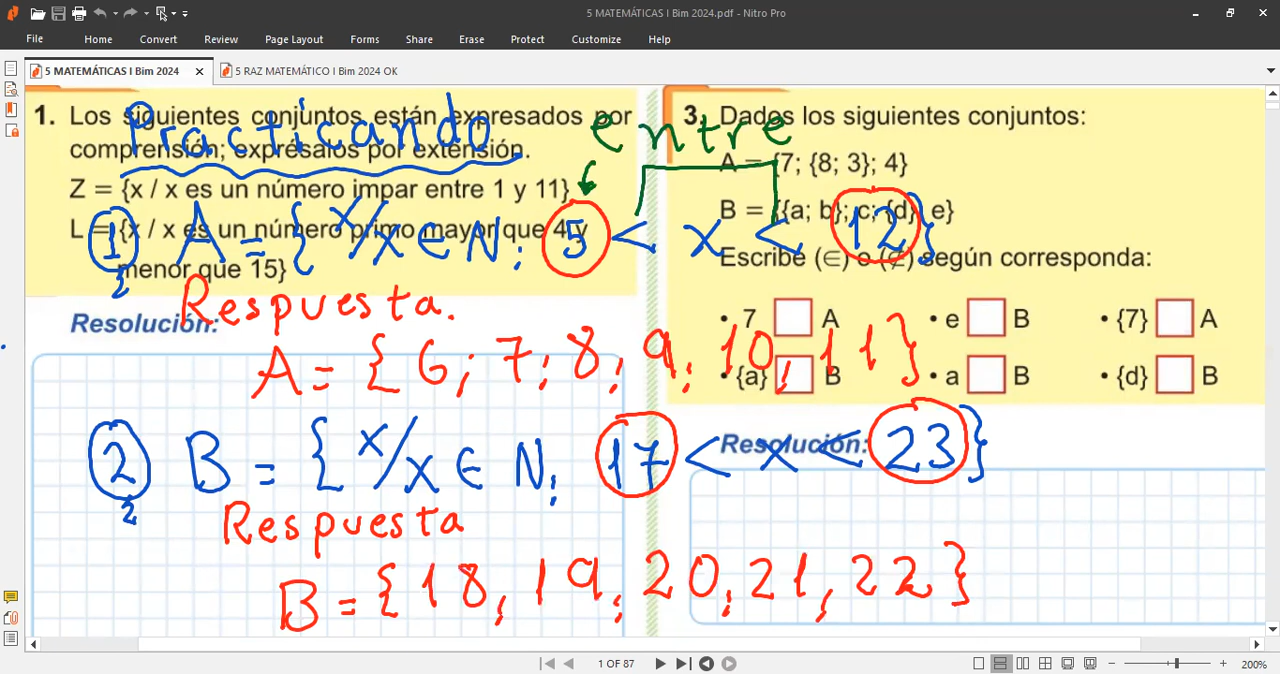 5 MATEMÁTICAS I Bim 2024.pdf - Nitro Pro
File Home Convert Review Page Layout Forms Share Erase Protect Customize Help
5 MATEMÁTICAS I Bim 2024 5 RAZ MATEMÁTICO I Bim 2024 OK
1. Los siguientes conjuntos están expresados por
comprensión; exprésalos por extensión.
Z = {x / x es un número impar entre 1 y 11}
L = {x / x es un número primo mayor que 4 y
menor que 15}
Resolución:
3. Dados los siguientes conjuntos:
A = {7; {8; 3}; 4}
B = {{a; b}; c; {d}; e}
Escribe (∈) o (∉) según corresponda:
• 7 A • e B • {7} A
• {a} B • a B • {d} B
Resolución:
Practicando
entre
1 A = { x/x ∈ N; 5 < x < 12}
2
Respuesta.
A = { 6; 7; 8; 9; 10; 11}
2 B = { x/x ∈ N; 17 < x < 23}
2
Respuesta
B = {18, 19; 20; 21, 22}
1 OF 87
200%